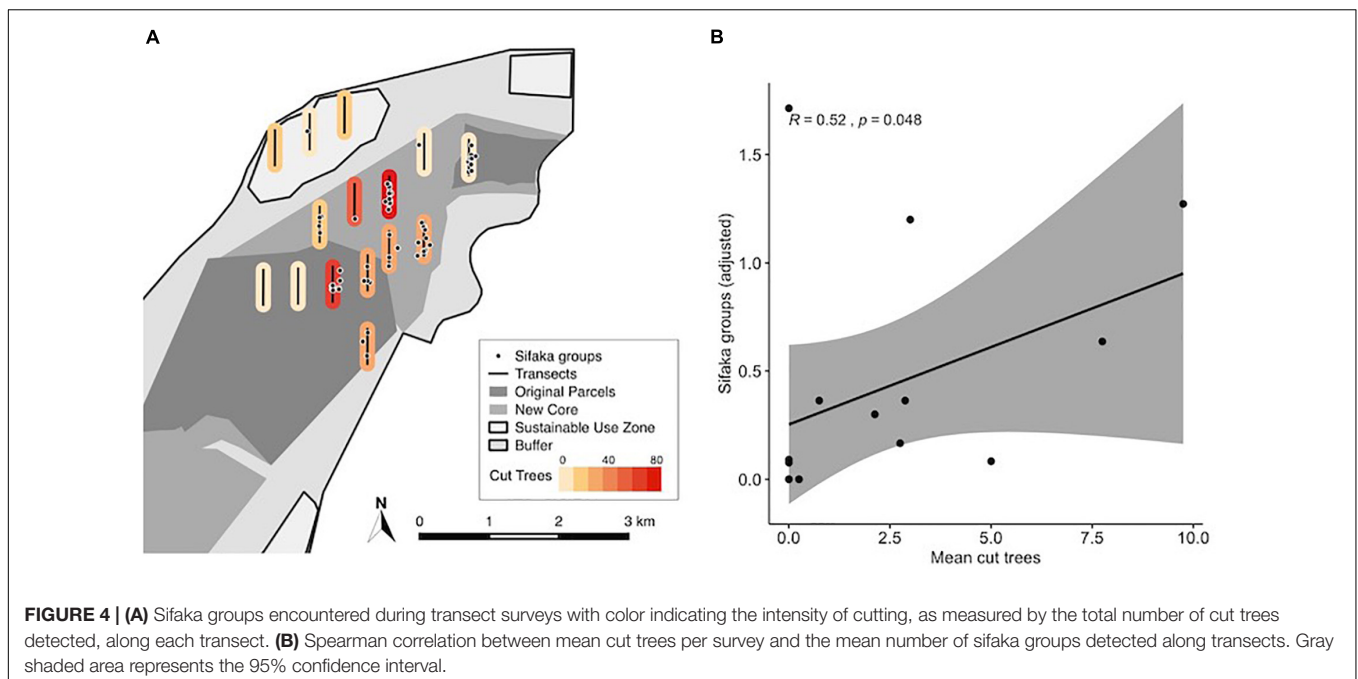 A
Sifaka groups
Transects
Original Parcels
New Core
Sustainable Use Zone
Buffer
Cut Trees
0 40 80
N
0 1 2 3 km
B
R = 0.52 , p = 0.048
Sifaka groups (adjusted)
1.5
1.0
0.5
0.0
0.0 2.5 5.0 7.5 10.0
Mean cut trees
FIGURE 4 | (A) Sifaka groups encountered during transect surveys with color indicating the intensity of cutting, as measured by the total number of cut trees
detected, along each transect. (B) Spearman correlation between mean cut trees per survey and the mean number of sifaka groups detected along transects. Gray
shaded area represents the 95% confidence interval.